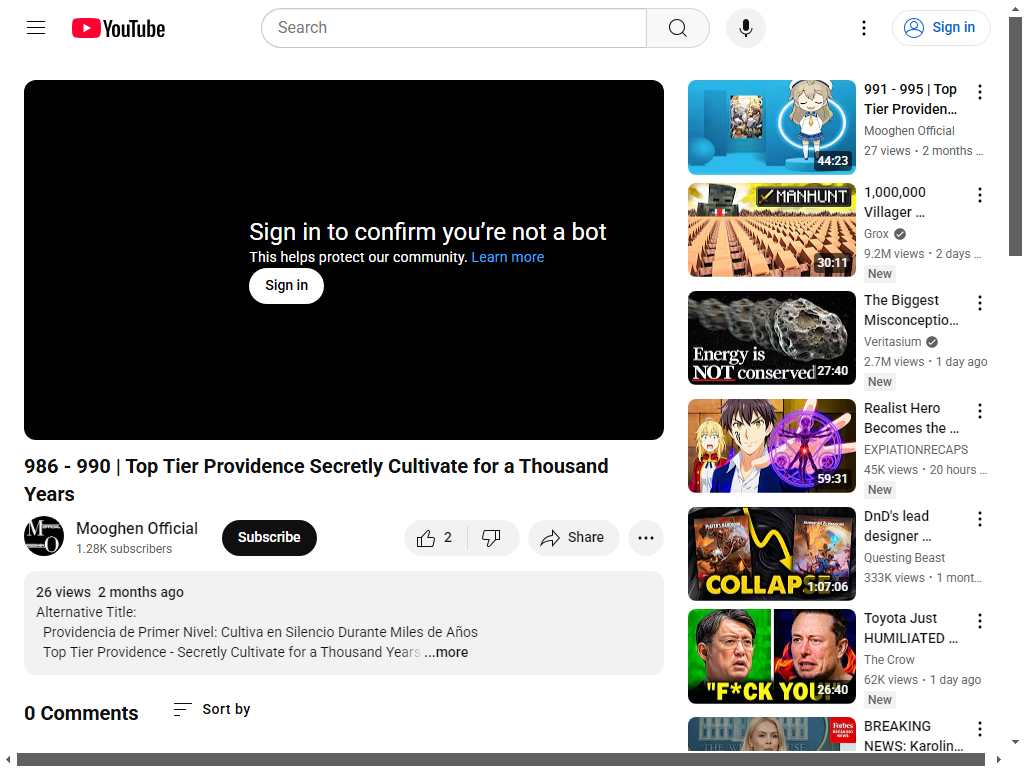 YouTube
Search
Sign in
Sign in to confirm you’re not a bot
This helps protect our community. Learn more
Sign in
986 - 990 | Top Tier Providence Secretly Cultivate for a Thousand
Years
Mooghen Official
1.28K subscribers
Subscribe
2
Share
26 views 2 months ago
Alternative Title:
Providencia de Primer Nivel: Cultiva en Silencio Durante Miles de Años
Top Tier Providence - Secretly Cultivate for a Thousand Years ...more
0 Comments
Sort by
44:23
991 - 995 | Top
Tier Providen...
Mooghen Official
27 views • 2 months ...
MANHUNT
30:11
1,000,000
Villager ...
Grox
9.2M views • 2 days ...
New
Energy is
NOT conserved
27:40
The Biggest
Misconceptio...
Veritasium
2.7M views • 1 day ago
New
59:31
Realist Hero
Becomes the ...
EXPIATIONRECAPS
45K views • 20 hours ...
New
COLLAPSE
1:07:06
DnD's lead
designer ...
Questing Beast
333K views • 1 mont...
"F*CK YOU"
26:40
Toyota Just
HUMILIATED ...
The Crow
62K views • 1 day ago
New
Forbes
BREAKING
NEWS
BREAKING
NEWS: Karolin...